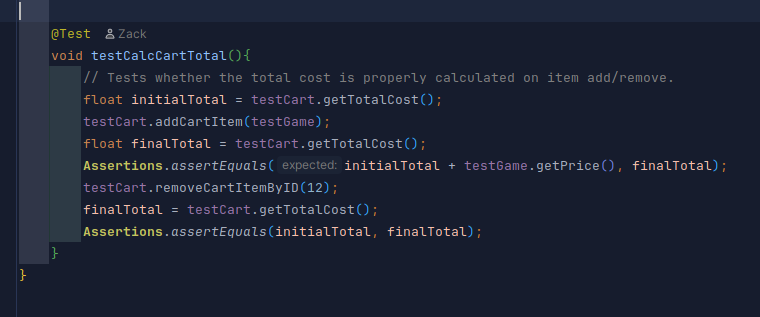 @Test Zack
void testCalcCartTotal(){
// Tests whether the total cost is properly calculated on item add/remove.
float initialTotal = testCart.getTotalCost();
testCart.addCartItem(testGame);
float finalTotal = testCart.getTotalCost();
Assertions.assertEquals( expected: initialTotal + testGame.getPrice(), finalTotal);
testCart.removeCartItemByID(12);
finalTotal = testCart.getTotalCost();
Assertions.assertEquals(initialTotal, finalTotal);
}
}